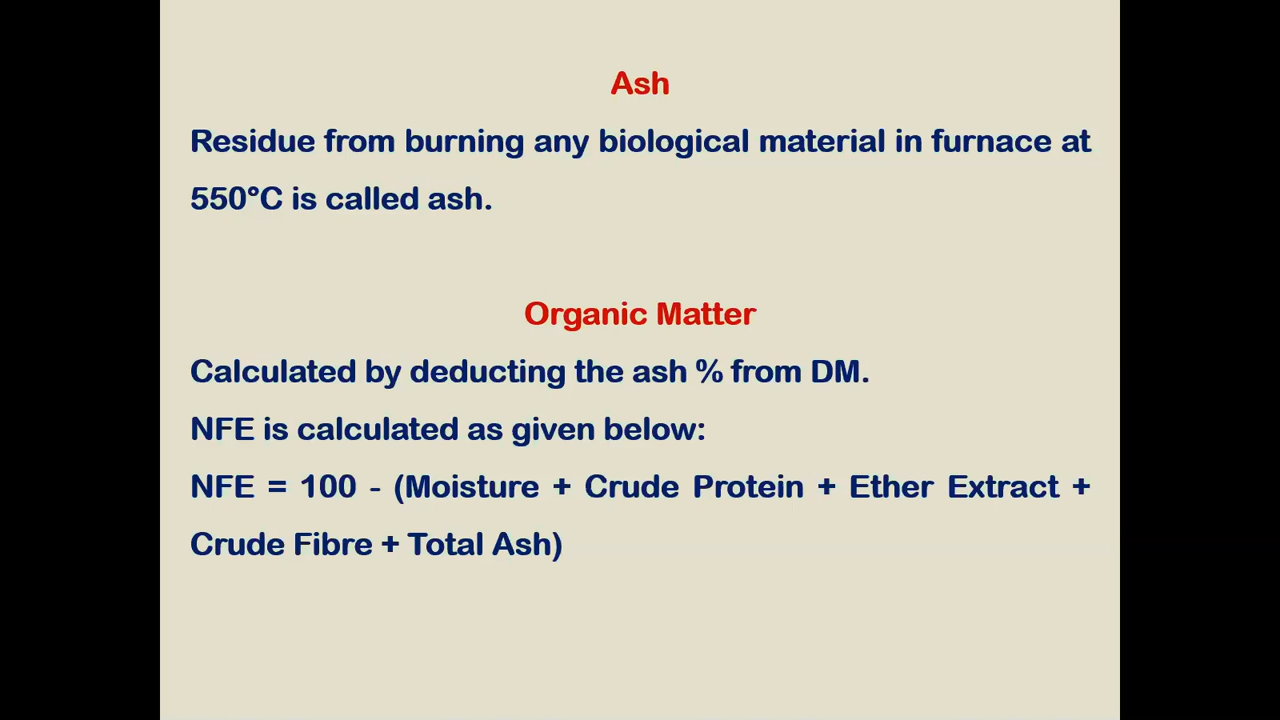 Ash
Residue from burning any biological material in furnace at
550°C is called ash.
Organic Matter
Calculated by deducting the ash % from DM.
NFE is calculated as given below:
NFE = 100 - (Moisture + Crude Protein + Ether Extract +
Crude Fibre + Total Ash)